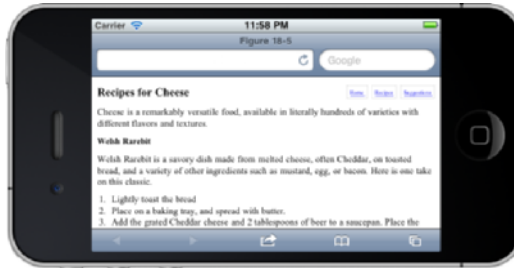 Carrier 11:58 PM
Figure 18-5
Google
Recipes for Cheese Home Recipes Suggestions
Cheese is a remarkably versatile food, available in literally hundreds of varieties with
different flavors and textures.
Welsh Rarebit
Welsh Rarebit is a savory dish made from melted cheese, often Cheddar, on toasted
bread, and a variety of other ingredients such as mustard, egg, or bacon. Here is one take
on this classic.
1. Lightly toast the bread
2. Place on a baking tray, and spread with butter.
3. Add the grated Cheddar cheese and 2 tablespoons of beer to a saucepan. Place the